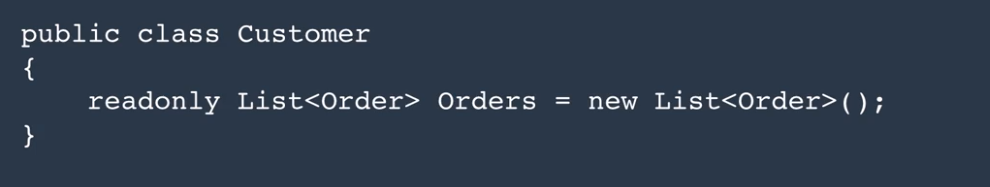 public class Customer
{
    readonly List<Order> Orders = new List<Order>();
}